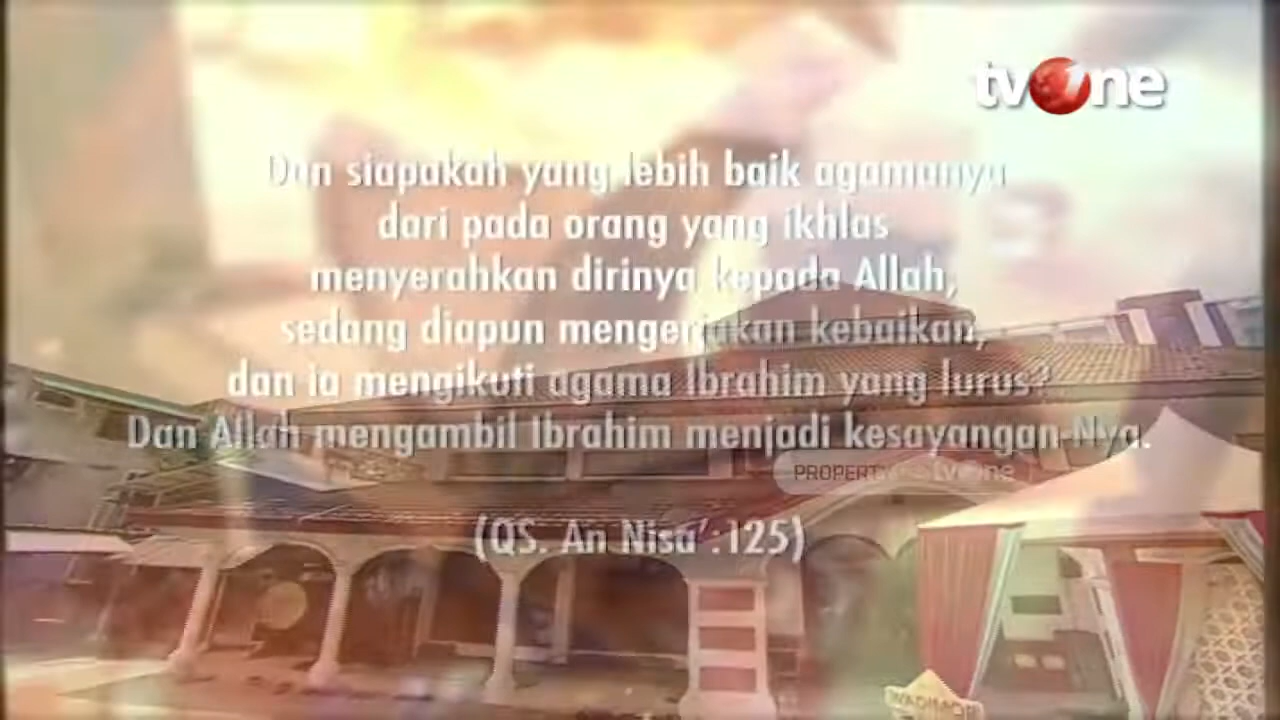 tvOne
Dan siapakah yang lebih baik agamanya
dari pada orang yang ikhlas
menyerahkan dirinya kepada Allah,
sedang diapun mengerjakan kebaikan,
dan ia mengikuti agama Ibrahim yang lurus?
Dan Allah mengambil Ibrahim menjadi kesayangan-Nya.
PROPERTY OF tvOne
(QS. An Nisa’:125)